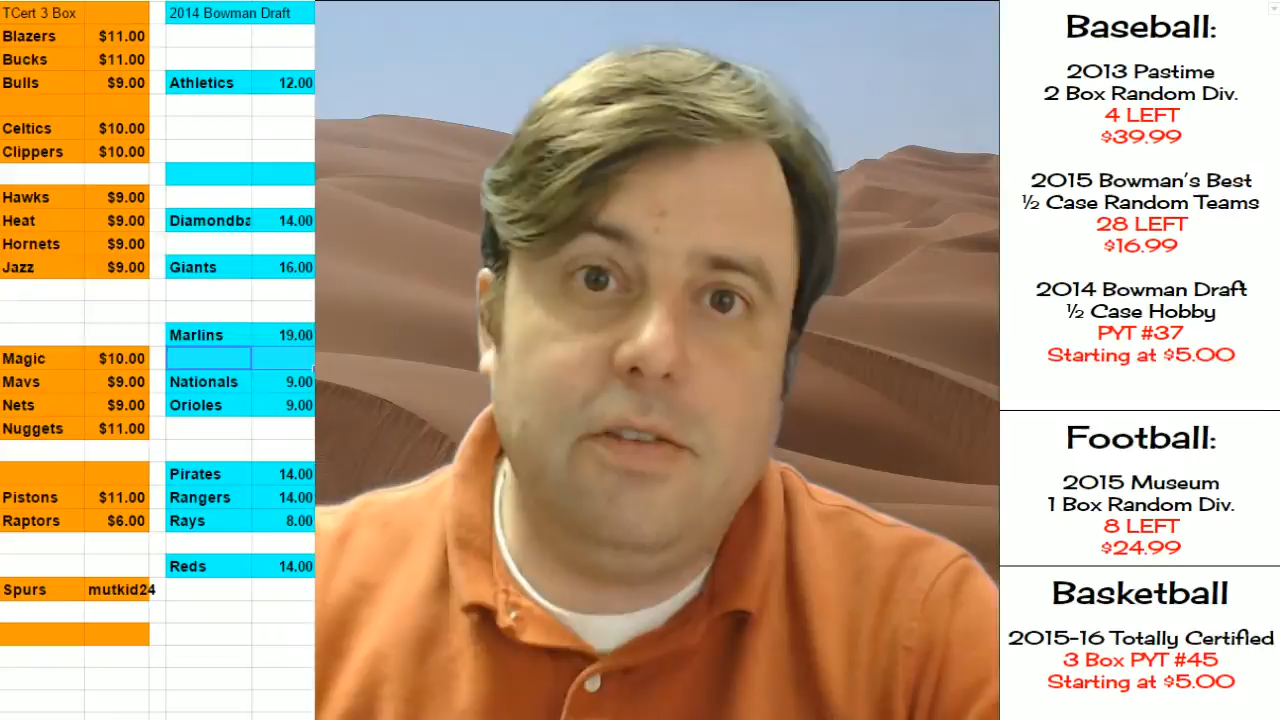 TCert 3 Box
Blazers $11.00
Bucks $11.00
Bulls $9.00
Celtics $10.00
Clippers $10.00
Hawks $9.00
Heat $9.00
Hornets $9.00
Jazz $9.00
Magic $10.00
Mavs $9.00
Nets $9.00
Nuggets $11.00
Pistons $11.00
Raptors $6.00
Spurs mutkid24
2014 Bowman Draft
Athletics 12.00
Diamondba 14.00
Giants 16.00
Marlins 19.00
Nationals 9.00
Orioles 9.00
Pirates 14.00
Rangers 14.00
Rays 8.00
Reds 14.00
Baseball:
2013 Pastime
2 Box Random Div.
4 LEFT
$39.99
2015 Bowman's Best
½ Case Random Teams
28 LEFT
$16.99
2014 Bowman Draft
½ Case Hobby
PYT #37
Starting at $5.00
Football:
2015 Museum
1 Box Random Div.
8 LEFT
$24.99
Basketball
2015-16 Totally Certified
3 Box PYT #45
Starting at $5.00